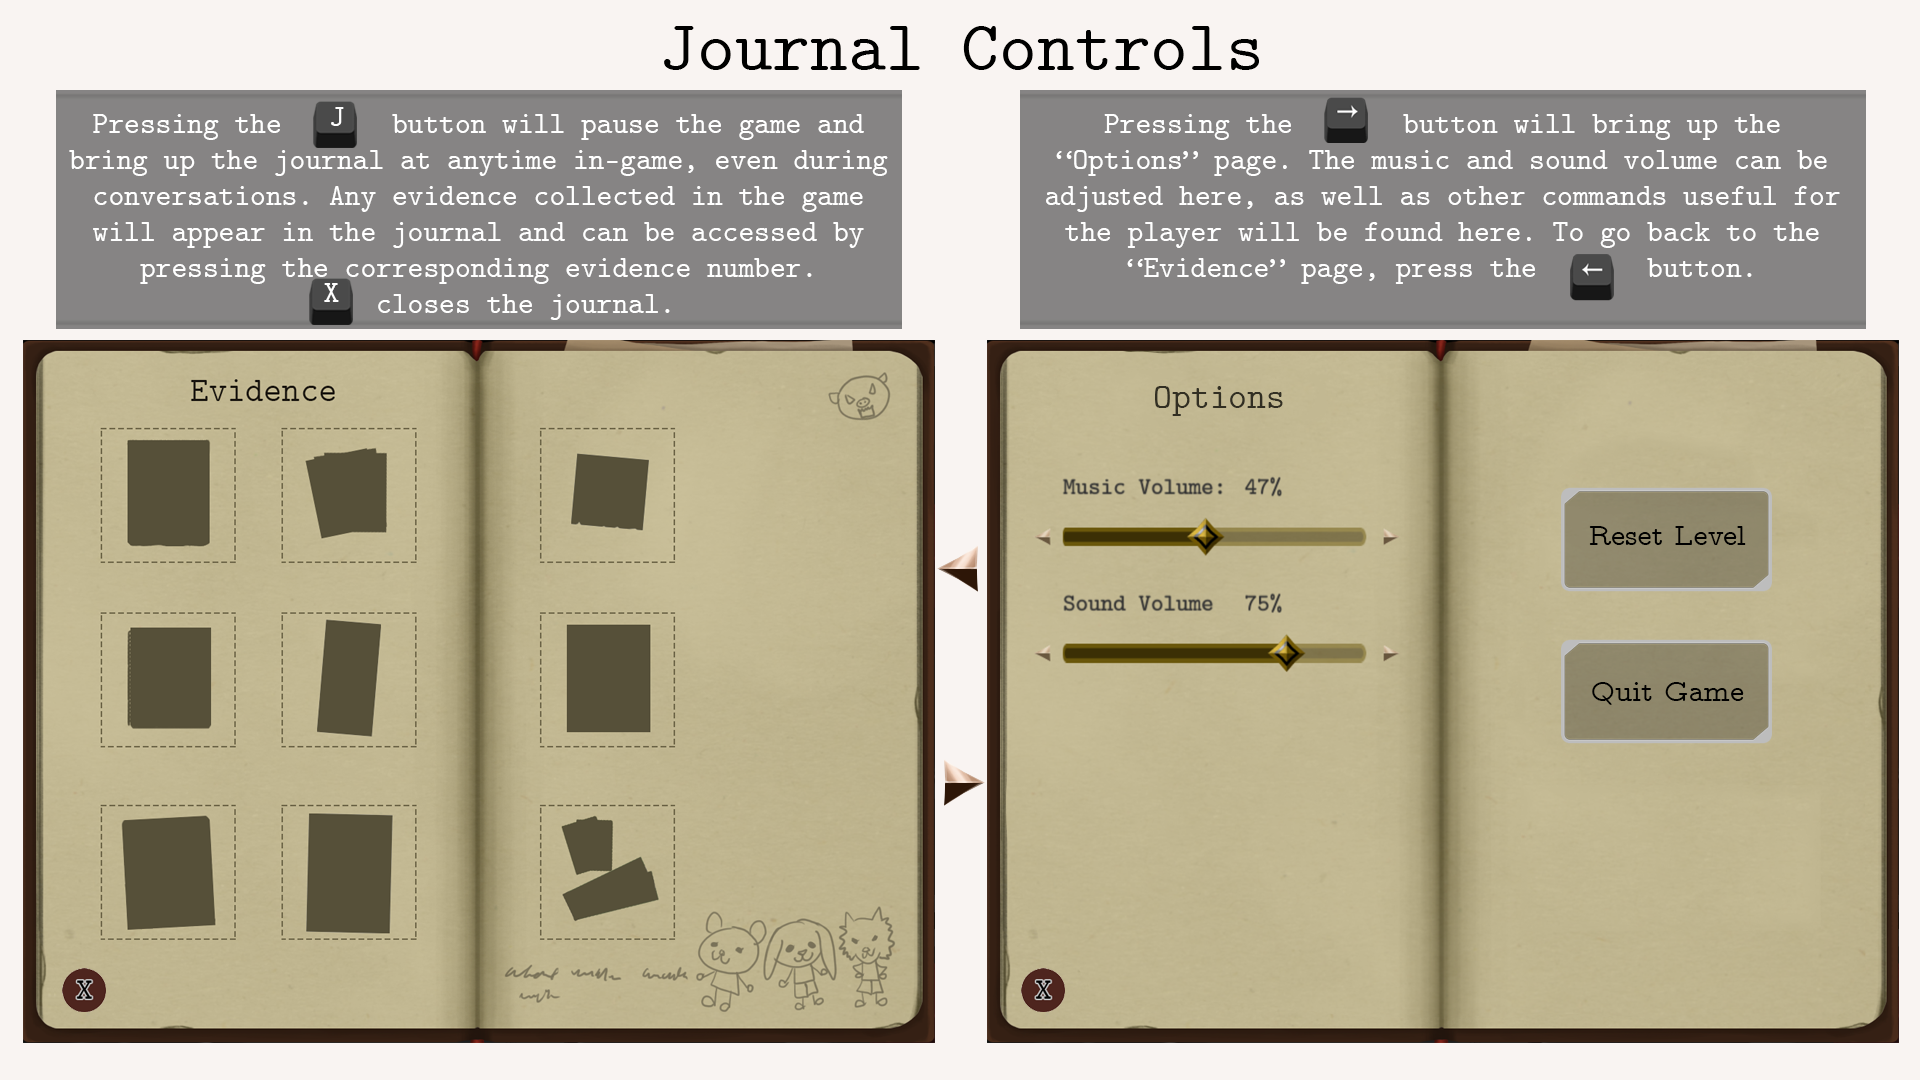 Journal Controls
Pressing the J button will pause the game and
bring up the journal at anytime in-game, even during
conversations. Any evidence collected in the game
will appear in the journal and can be accessed by
pressing the corresponding evidence number.
X closes the journal.
Pressing the → button will bring up the
“Options” page. The music and sound volume can be
adjusted here, as well as other commands useful for
the player will be found here. To go back to the
“Evidence” page, press the ← button.
Evidence
X
Options
Music Volume: 47%
Sound Volume 75%
Reset Level
Quit Game
X